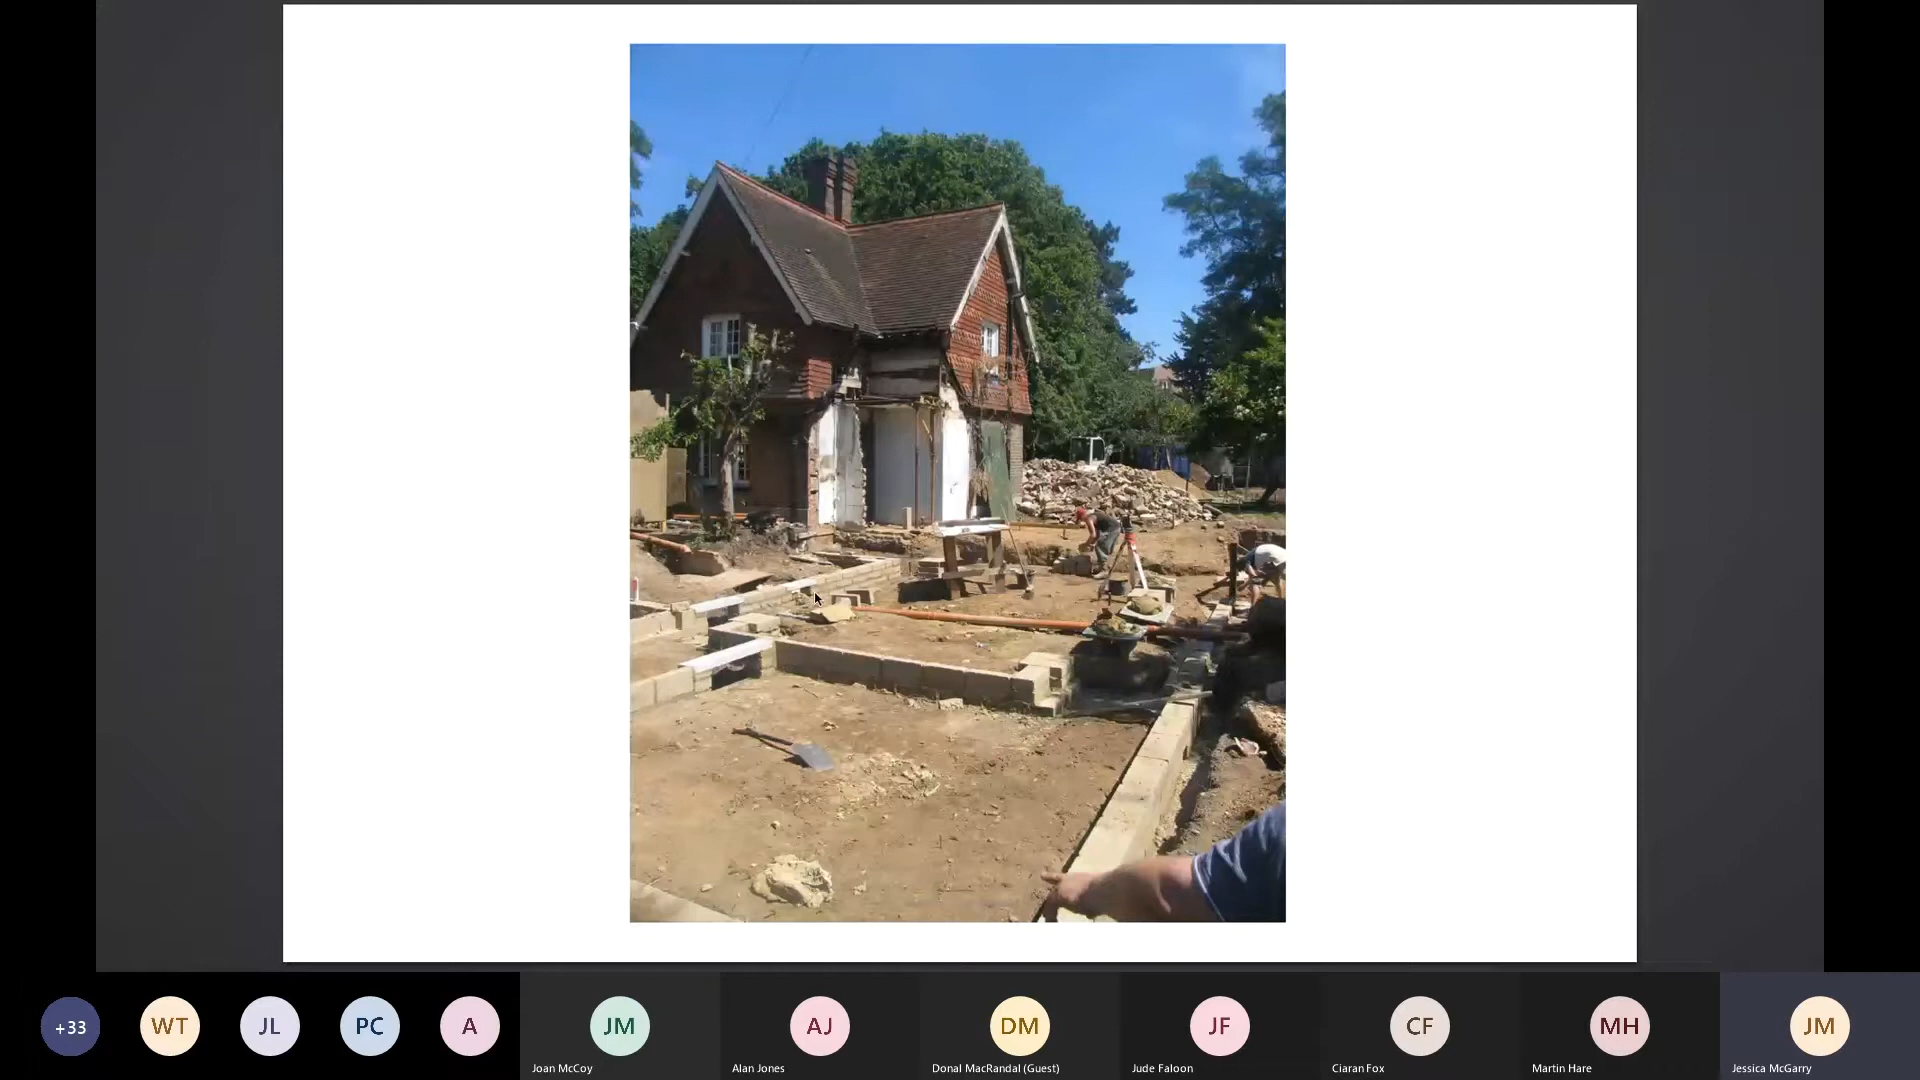 +33
WT
JL
PC
A
JM
AJ
DM
JF
CF
MH
JM
Joan McCoy
Alan Jones
Donal MacRandal (Guest)
Jude Faloon
Ciaran Fox
Martin Hare
Jessica McGarry